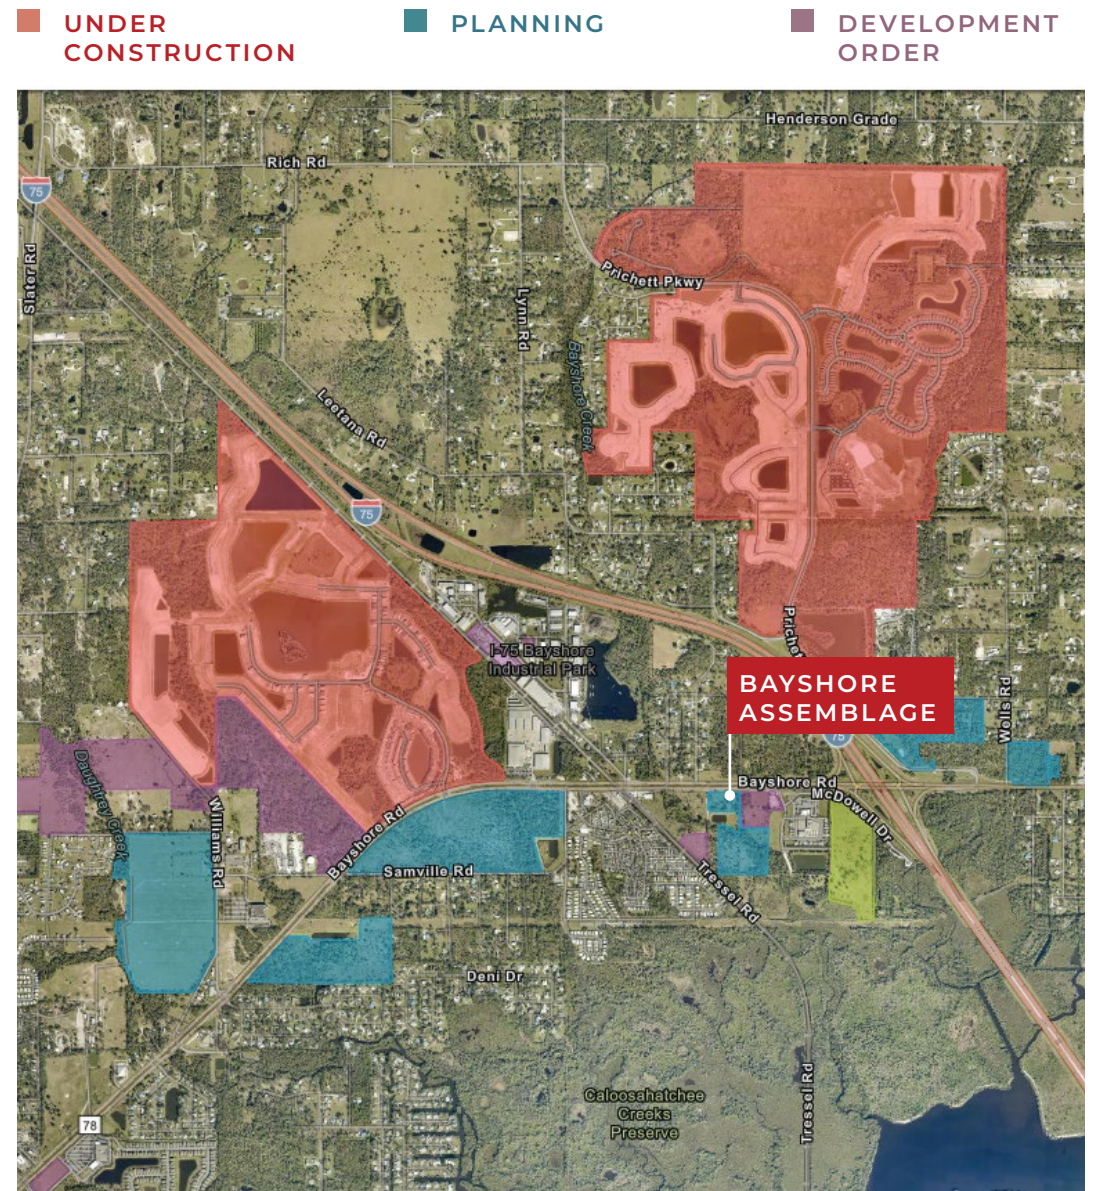 UNDER
CONSTRUCTION
PLANNING
DEVELOPMENT
ORDER
Henderson Grade
Rich Rd
75
Slater Rd
Prichett Pkwy
Lynn Rd
Bayshore Creek
Leetana Rd
75
I-75 Bayshore
Industrial Park
BAYSHORE
ASSEMBLAGE
75
Wells Rd
Daughtrey Creek
Williams Rd
Bayshore Rd
Bayshore Rd
McDowell Dr
Samville Rd
Tressel Rd
Deni Dr
Caloosahatchee
Creeks
Preserve
Tressel Rd
78